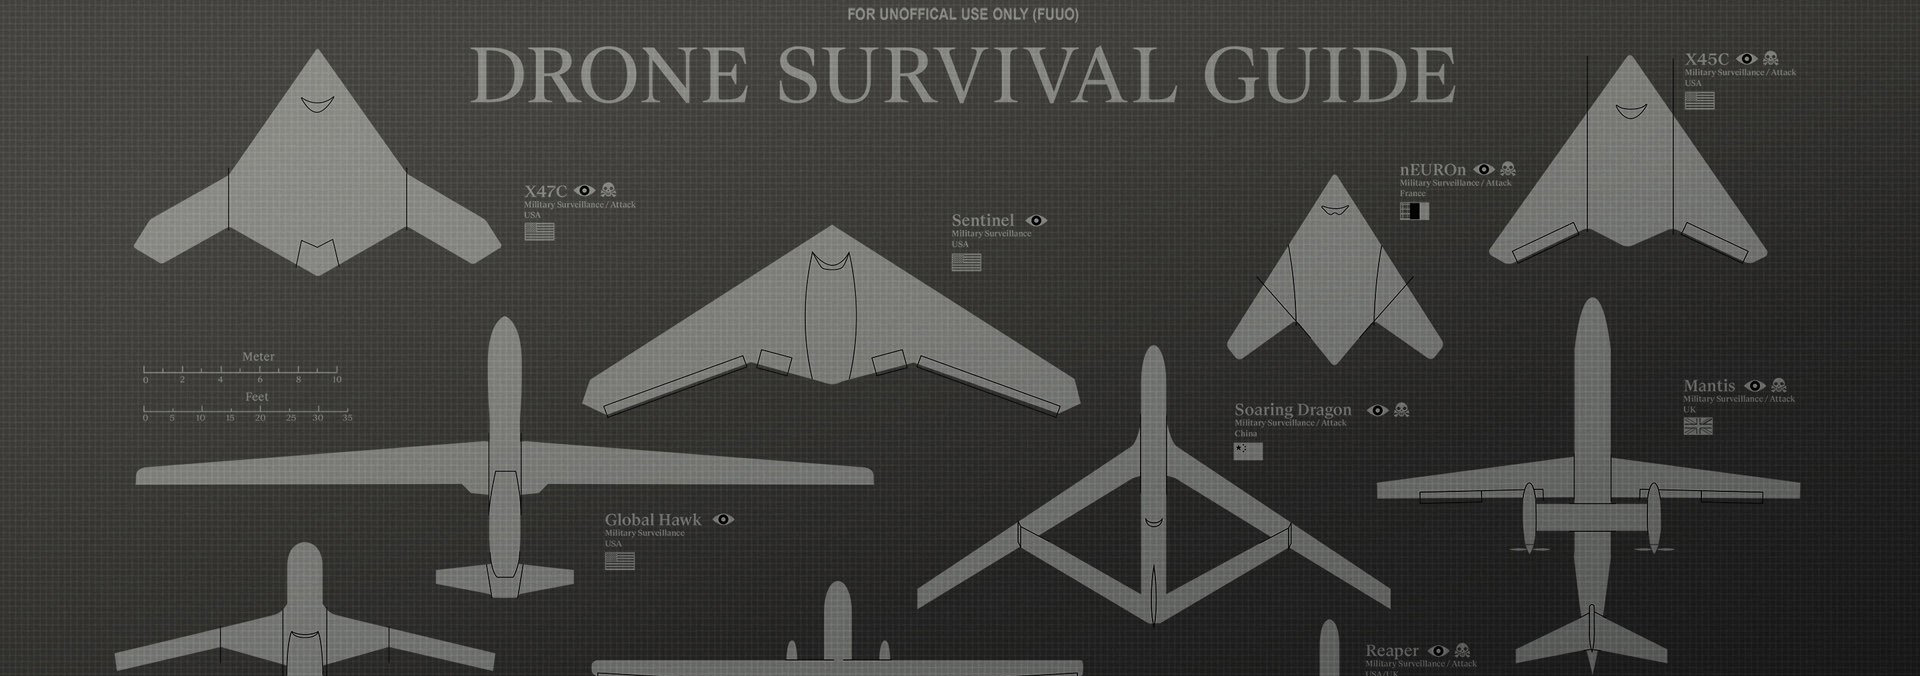 FOR UNOFFICAL USE ONLY (FUUO)
DRONE SURVIVAL GUIDE
X45C
Military Surveillance / Attack
USA
nEUROn
Military Surveillance / Attack
France
X47C
Military Surveillance / Attack
USA
Sentinel
Military Surveillance
USA
Meter
0 2 4 6 8 10
Feet
0 5 10 15 20 25 30 35
Mantis
Military Surveillance / Attack
UK
Soaring Dragon
Military Surveillance / Attack
China
Global Hawk
Military Surveillance
USA
Reaper
Military Surveillance / Attack
USA/UK